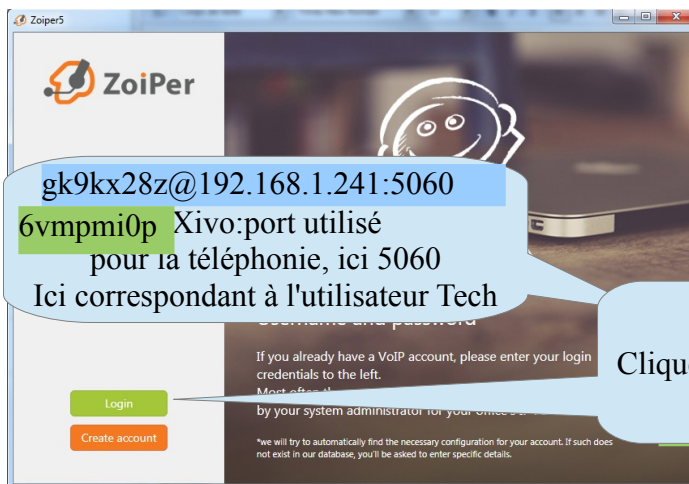 Zoiper5
ZoiPer
gk9kx28z@192.168.1.241:5060
6vmpmi0p Xivo:port utilisé
pour la téléphonie, ici 5060
Ici correspondant à l'utilisateur Tech
Username and password
If you already have a VoIP account, please enter your login
credentials to the left.
Most often
by your system administrator for your
Clique
Login
Create account
*we will try to automatically find the necessary configuration for your account. If such does
not exist in our database, you'll be asked to enter specific details.